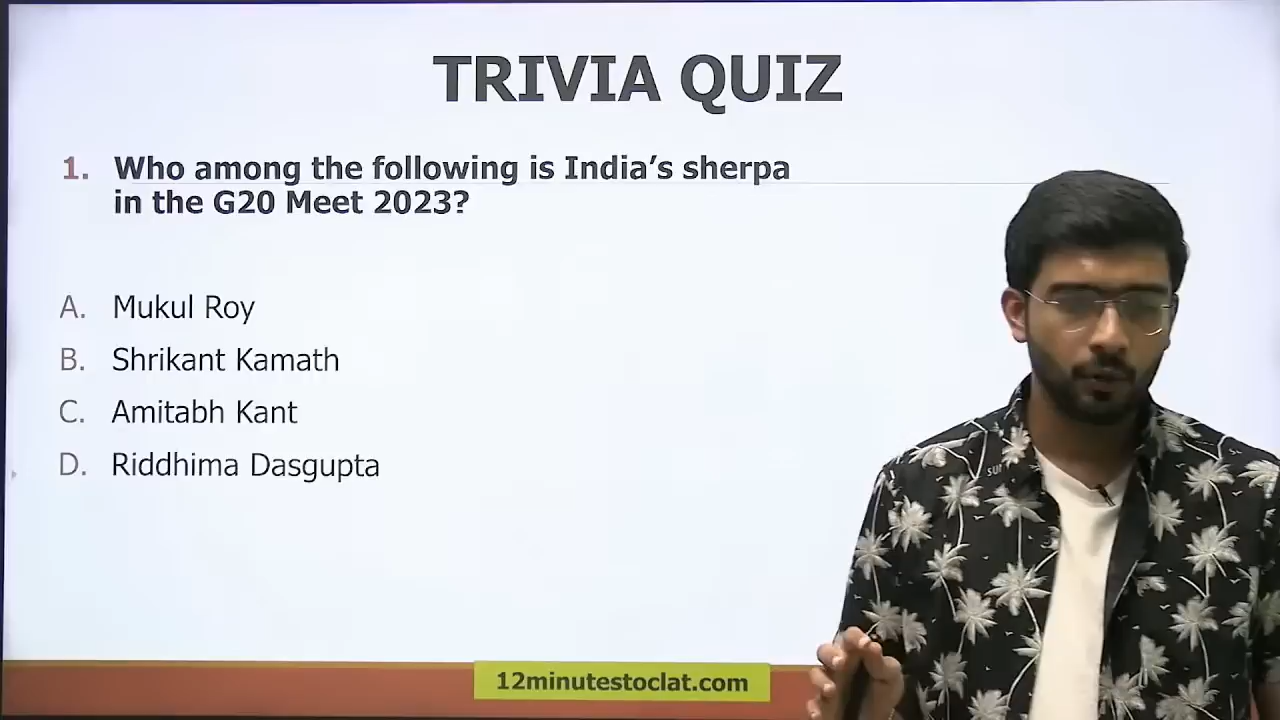 TRIVIA QUIZ
1. Who among the following is India’s sherpa
in the G20 Meet 2023?
A. Mukul Roy
B. Shrikant Kamath
C. Amitabh Kant
D. Riddhima Dasgupta
12minutestoclat.com